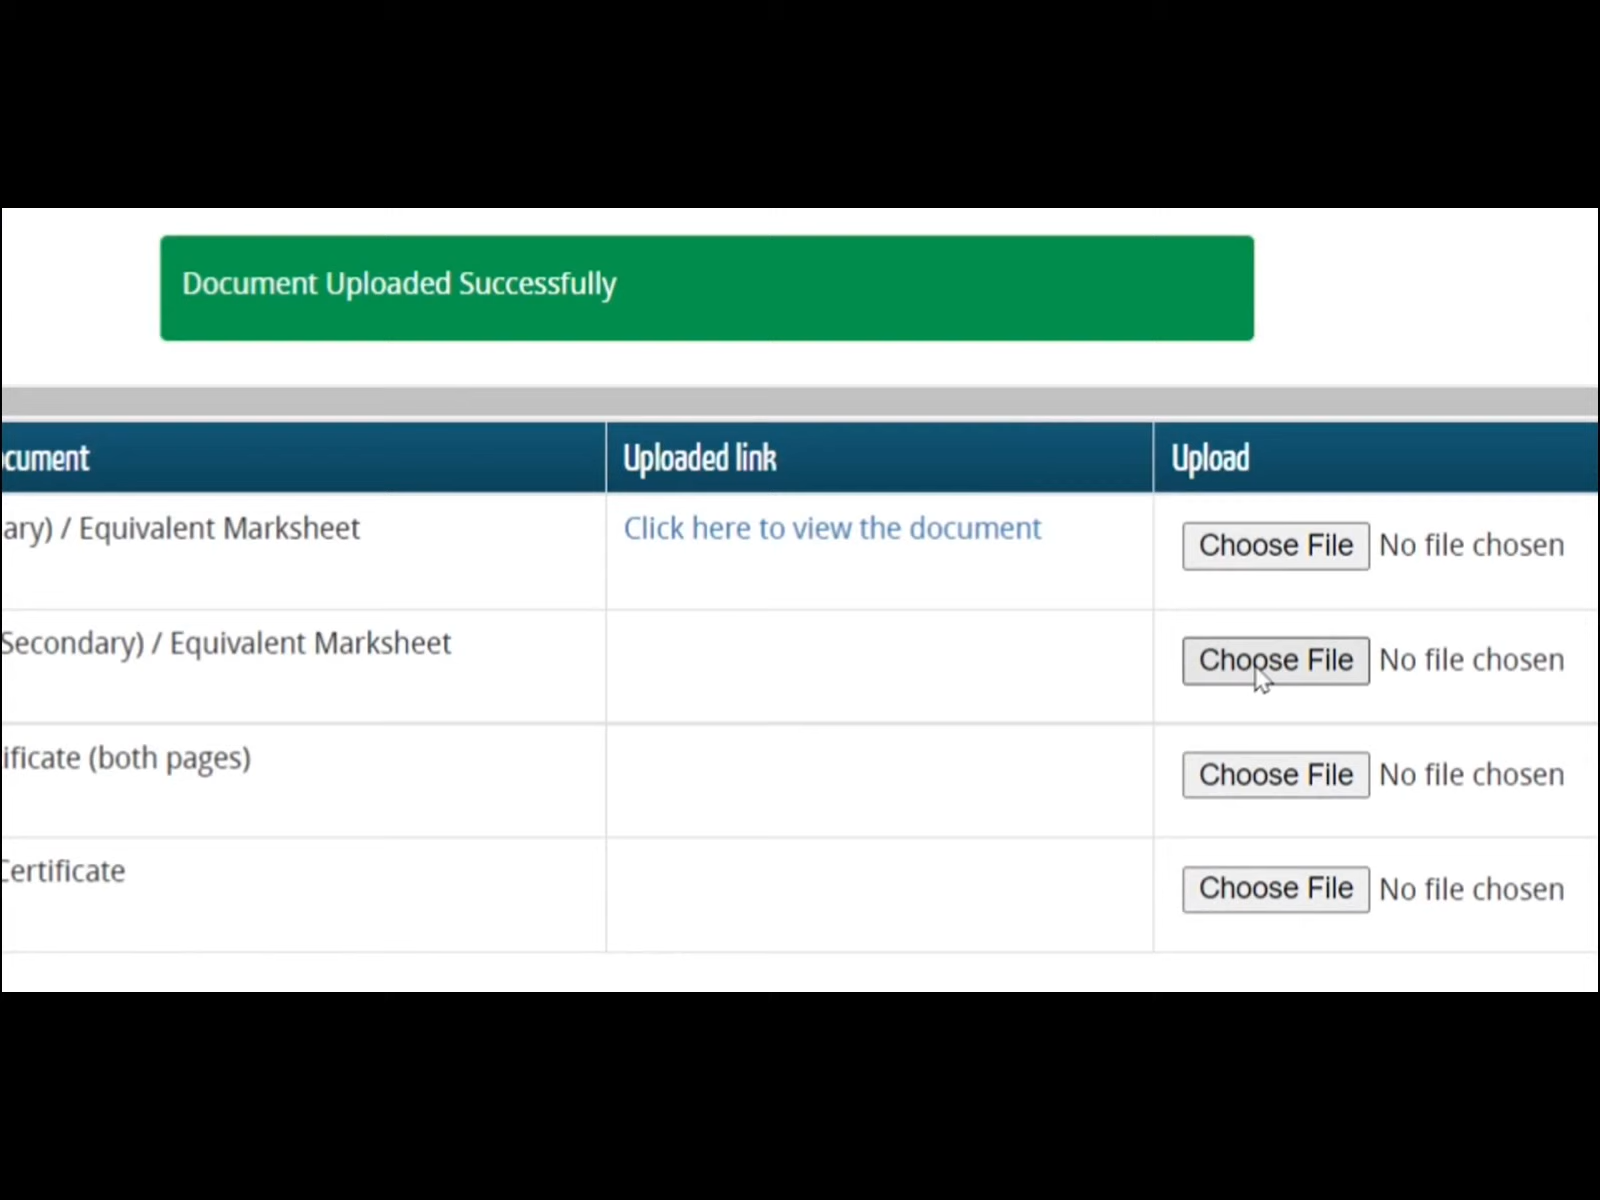 Document Uploaded Successfully
cument Uploaded link Upload
ary) / Equivalent Marksheet Click here to view the document Choose File No file chosen
Secondary) / Equivalent Marksheet Choose File No file chosen
ificate (both pages) Choose File No file chosen
Certificate Choose File No file chosen